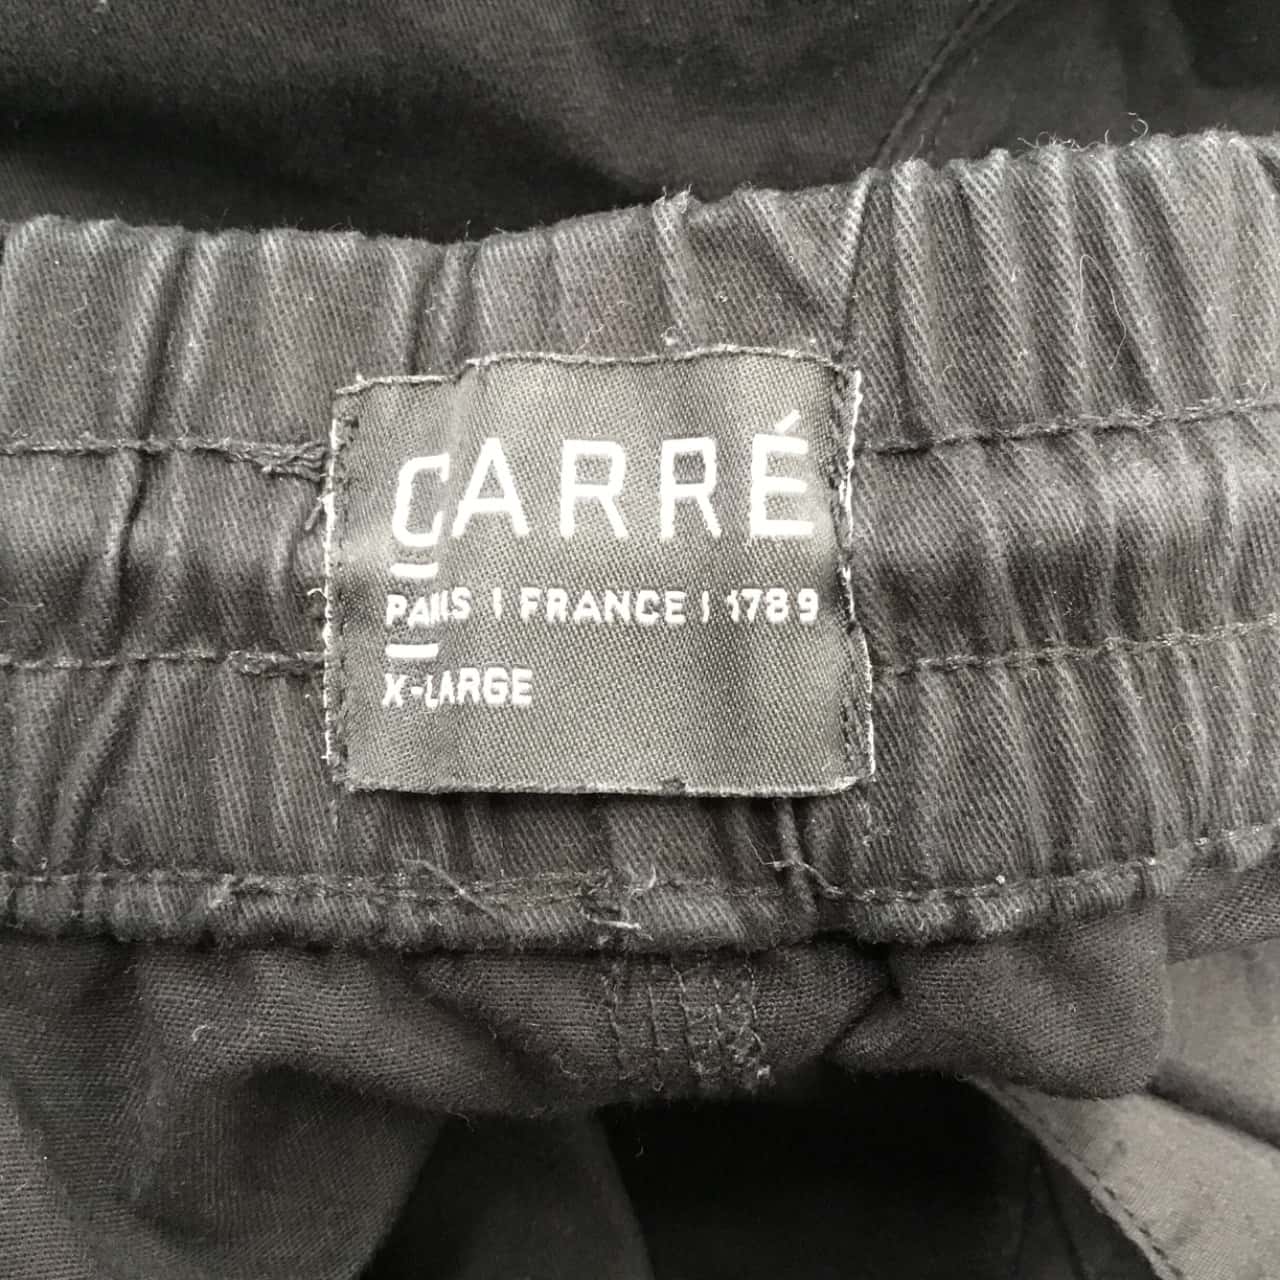 CARRÉ
PARIS | FRANCE | 1789
X-LARGE